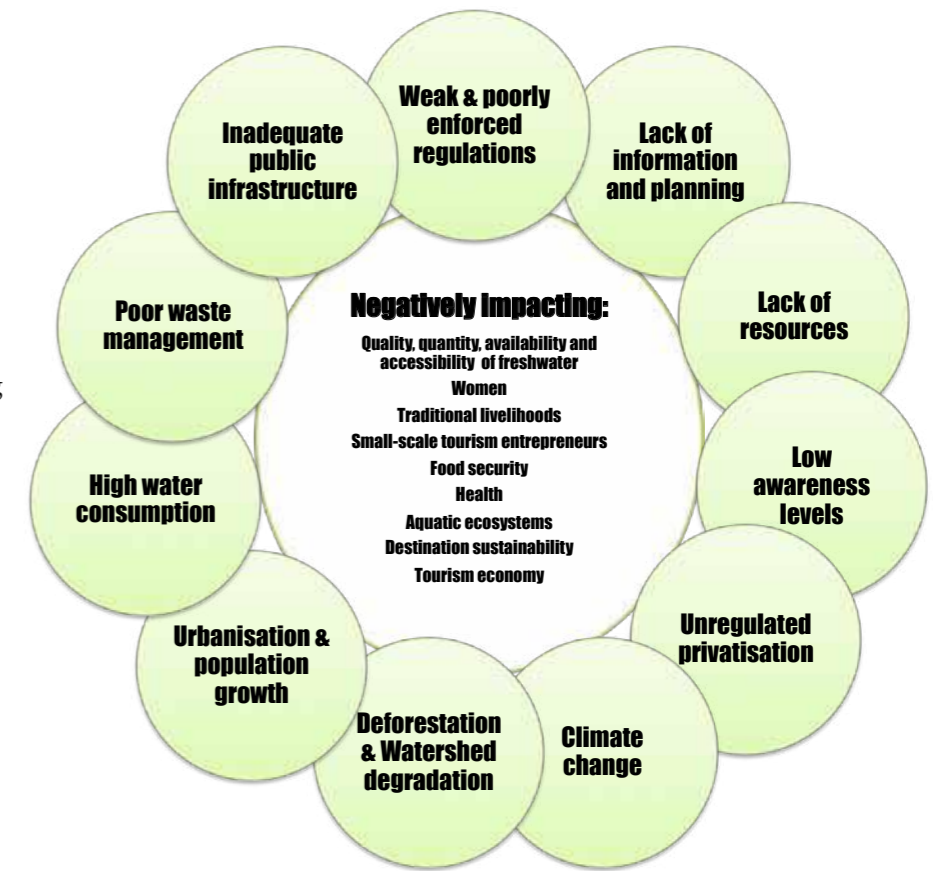 Weak & poorly
enforced
regulations
Lack of
information
and planning
Lack of
resources
Low
awareness
levels
Unregulated
privatisation
Climate
change
Deforestation
& Watershed
degradation
Urbanisation &
population
growth
High water
consumption
Poor waste
management
Inadequate
public
infrastructure
Negatively impacting:
Quality, quantity, availability and
accessibility of freshwater
Women
Traditional livelihoods
Small-scale tourism entrepreneurs
Food security
Health
Aquatic ecosystems
Destination sustainability
Tourism economy